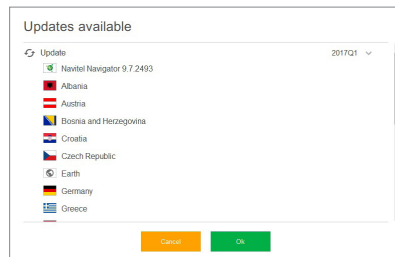 Updates available
Update 2017Q1
Navitel Navigator 9.7.2493
Albania
Austria
Bosnia and Herzegovina
Croatia
Czech Republic
Earth
Germany
Greece
Cancel Ok